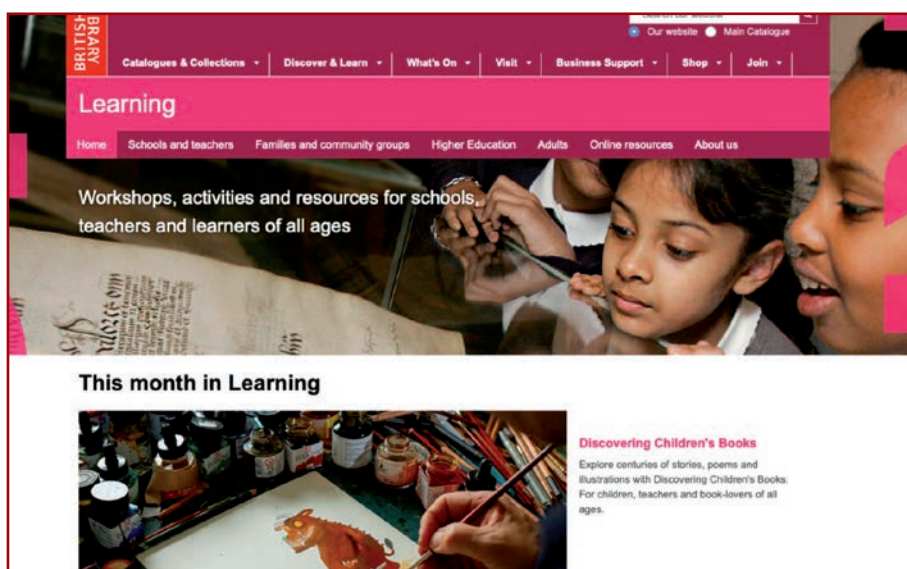 BRITISH
LIBRARY
Search our website
Our website Main Catalogue
Catalogues & Collections Discover & Learn What's On Visit Business Support Shop Join
Learning
Home Schools and teachers Families and community groups Higher Education Adults Online resources About us
Workshops, activities and resources for schools,
teachers and learners of all ages
This month in Learning
Discovering Children's Books
Explore centuries of stories, poems and
illustrations with Discovering Children's Books.
For children, teachers and book-lovers of all
ages.